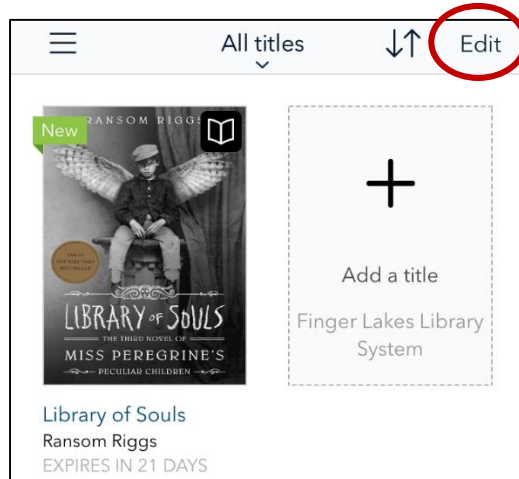 All titles
Edit
New
RANSOM RIGGS
LIBRARY OF SOULS
THE THIRD NOVEL OF
MISS PEREGRINE'S
PECULIAR CHILDREN
Add a title
Finger Lakes Library
System
Library of Souls
Ransom Riggs
EXPIRES IN 21 DAYS